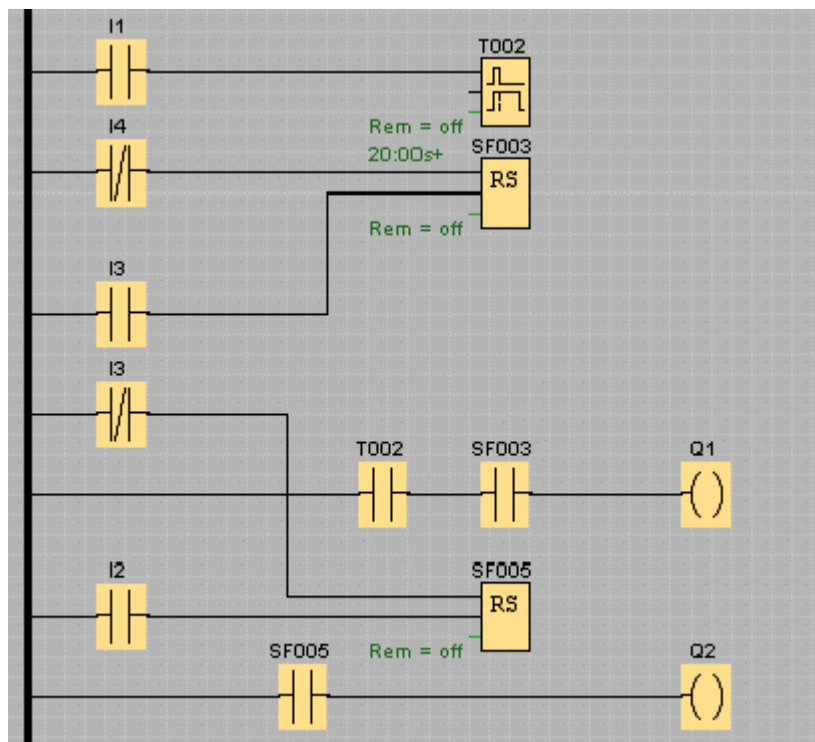 I1
T002
Rem = off
20:00s+
I4
SF003
RS
Rem = off
I3
I3
T002
SF003
Q1
I2
SF005
RS
Rem = off
SF005
Q2